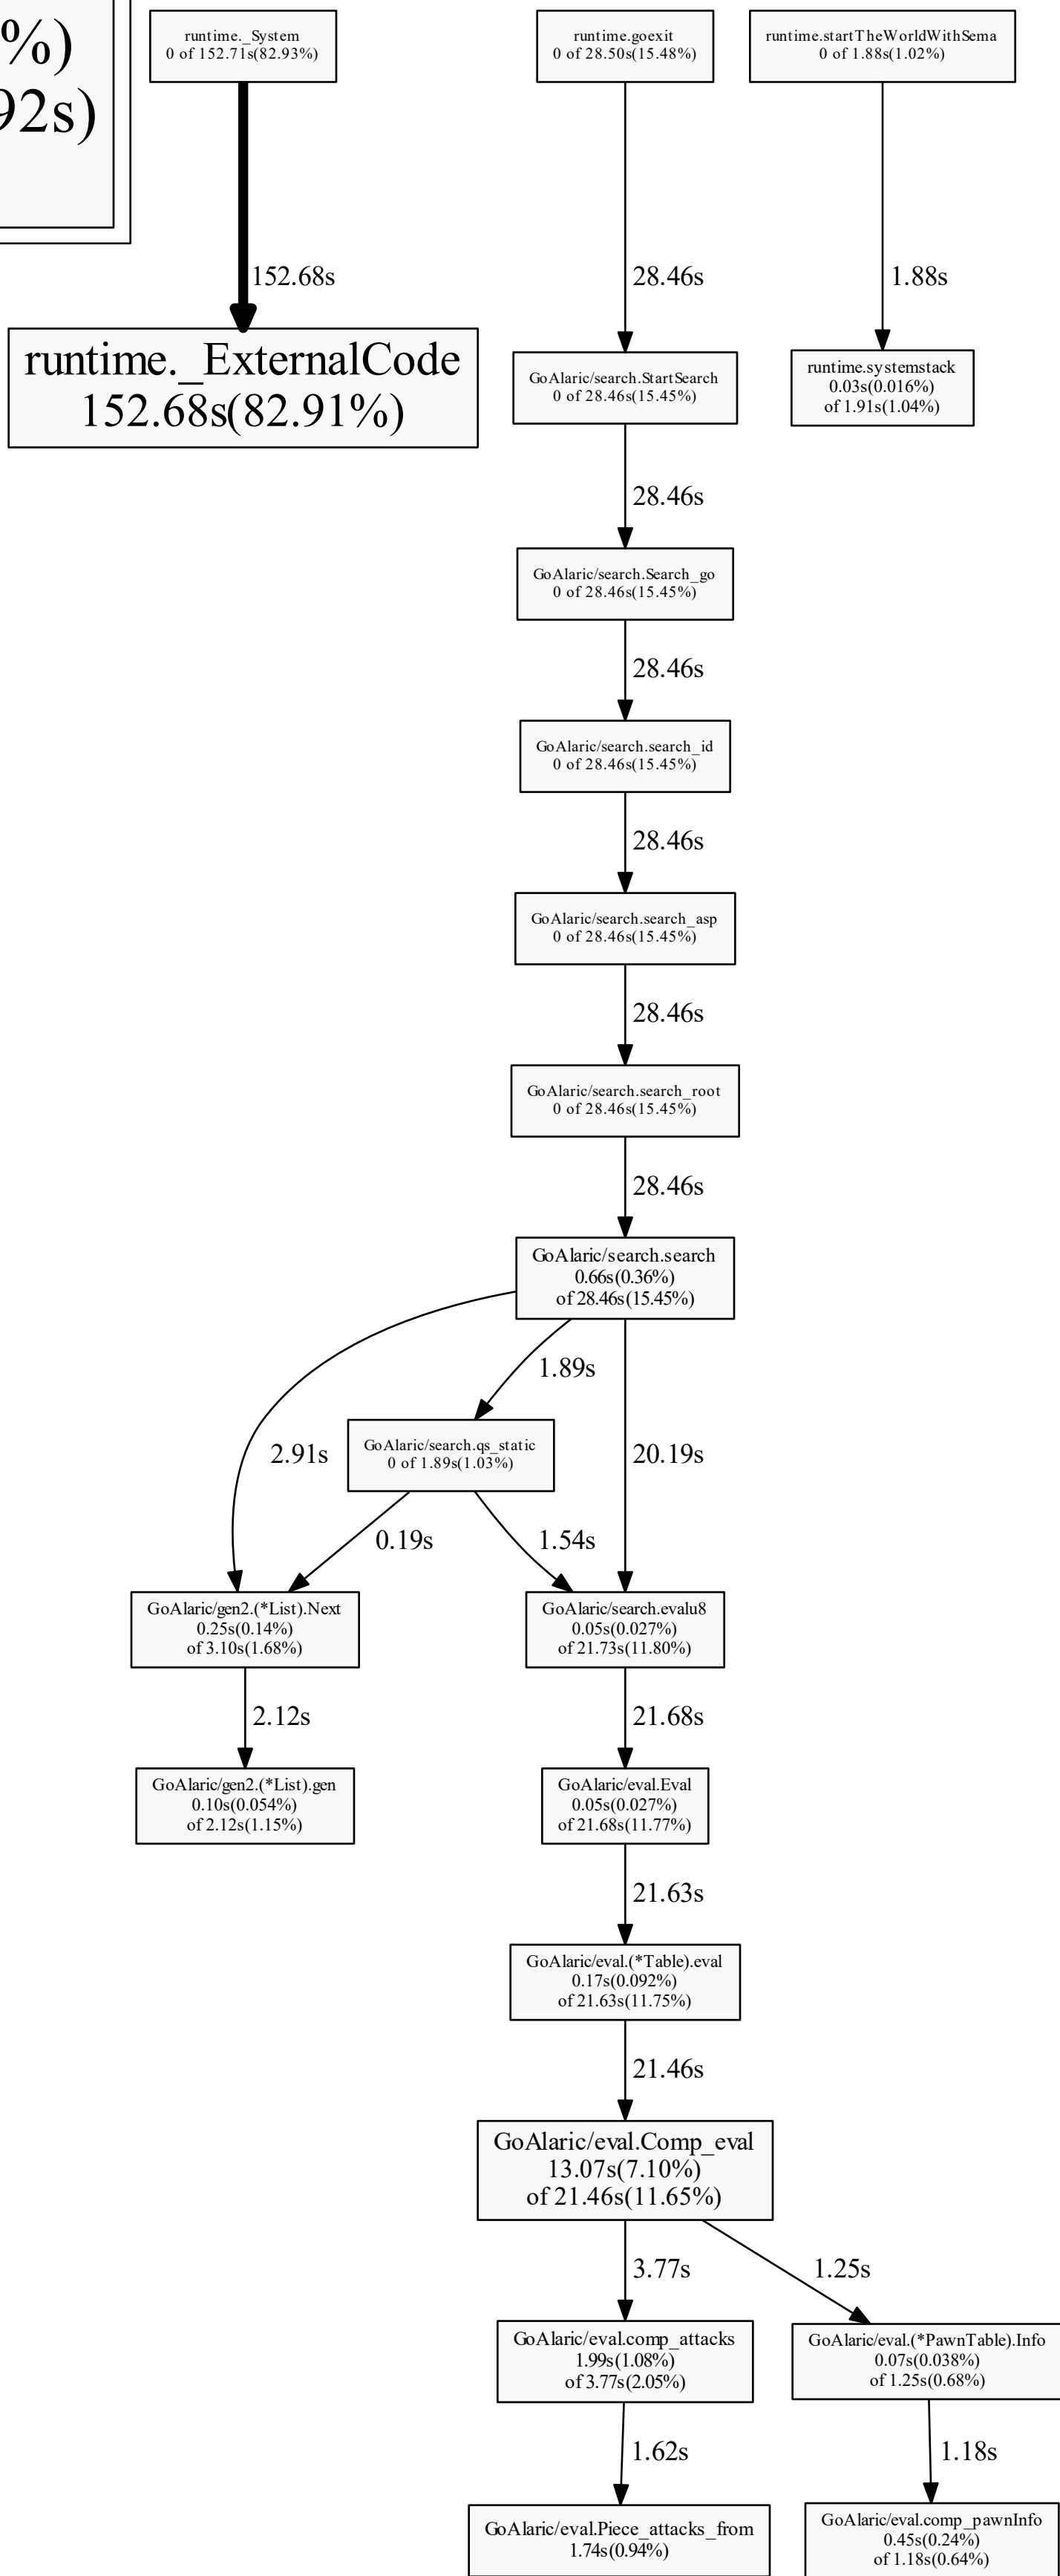 %)
92s)
runtime._System
0 of 152.71s(82.93%)
runtime.goexit
0 of 28.50s(15.48%)
runtime.startTheWorldWithSema
0 of 1.88s(1.02%)
152.68s
28.46s
1.88s
runtime._ExternalCode
152.68s(82.91%)
GoAlaric/search.StartSearch
0 of 28.46s(15.45%)
runtime.systemstack
0.03s(0.016%)
of 1.91s(1.04%)
28.46s
GoAlaric/search.Search_go
0 of 28.46s(15.45%)
28.46s
GoAlaric/search.search_id
0 of 28.46s(15.45%)
28.46s
GoAlaric/search.search_asp
0 of 28.46s(15.45%)
28.46s
GoAlaric/search.search_root
0 of 28.46s(15.45%)
28.46s
GoAlaric/search.search
0.66s(0.36%)
of 28.46s(15.45%)
1.89s
2.91s
GoAlaric/search.qs_static
0 of 1.89s(1.03%)
20.19s
0.19s
1.54s
GoAlaric/gen2.(*List).Next
0.25s(0.14%)
of 3.10s(1.68%)
GoAlaric/search.evalu8
0.05s(0.027%)
of 21.73s(11.80%)
2.12s
21.68s
GoAlaric/gen2.(*List).gen
0.10s(0.054%)
of 2.12s(1.15%)
GoAlaric/eval.Eval
0.05s(0.027%)
of 21.68s(11.77%)
21.63s
GoAlaric/eval.(*Table).eval
0.17s(0.092%)
of 21.63s(11.75%)
21.46s
GoAlaric/eval.Comp_eval
13.07s(7.10%)
of 21.46s(11.65%)
3.77s
1.25s
GoAlaric/eval.comp_attacks
1.99s(1.08%)
of 3.77s(2.05%)
GoAlaric/eval.(*PawnTable).Info
0.07s(0.038%)
of 1.25s(0.68%)
1.62s
1.18s
GoAlaric/eval.Piece_attacks_from
1.74s(0.94%)
GoAlaric/eval.comp_pawnInfo
0.45s(0.24%)
of 1.18s(0.64%)